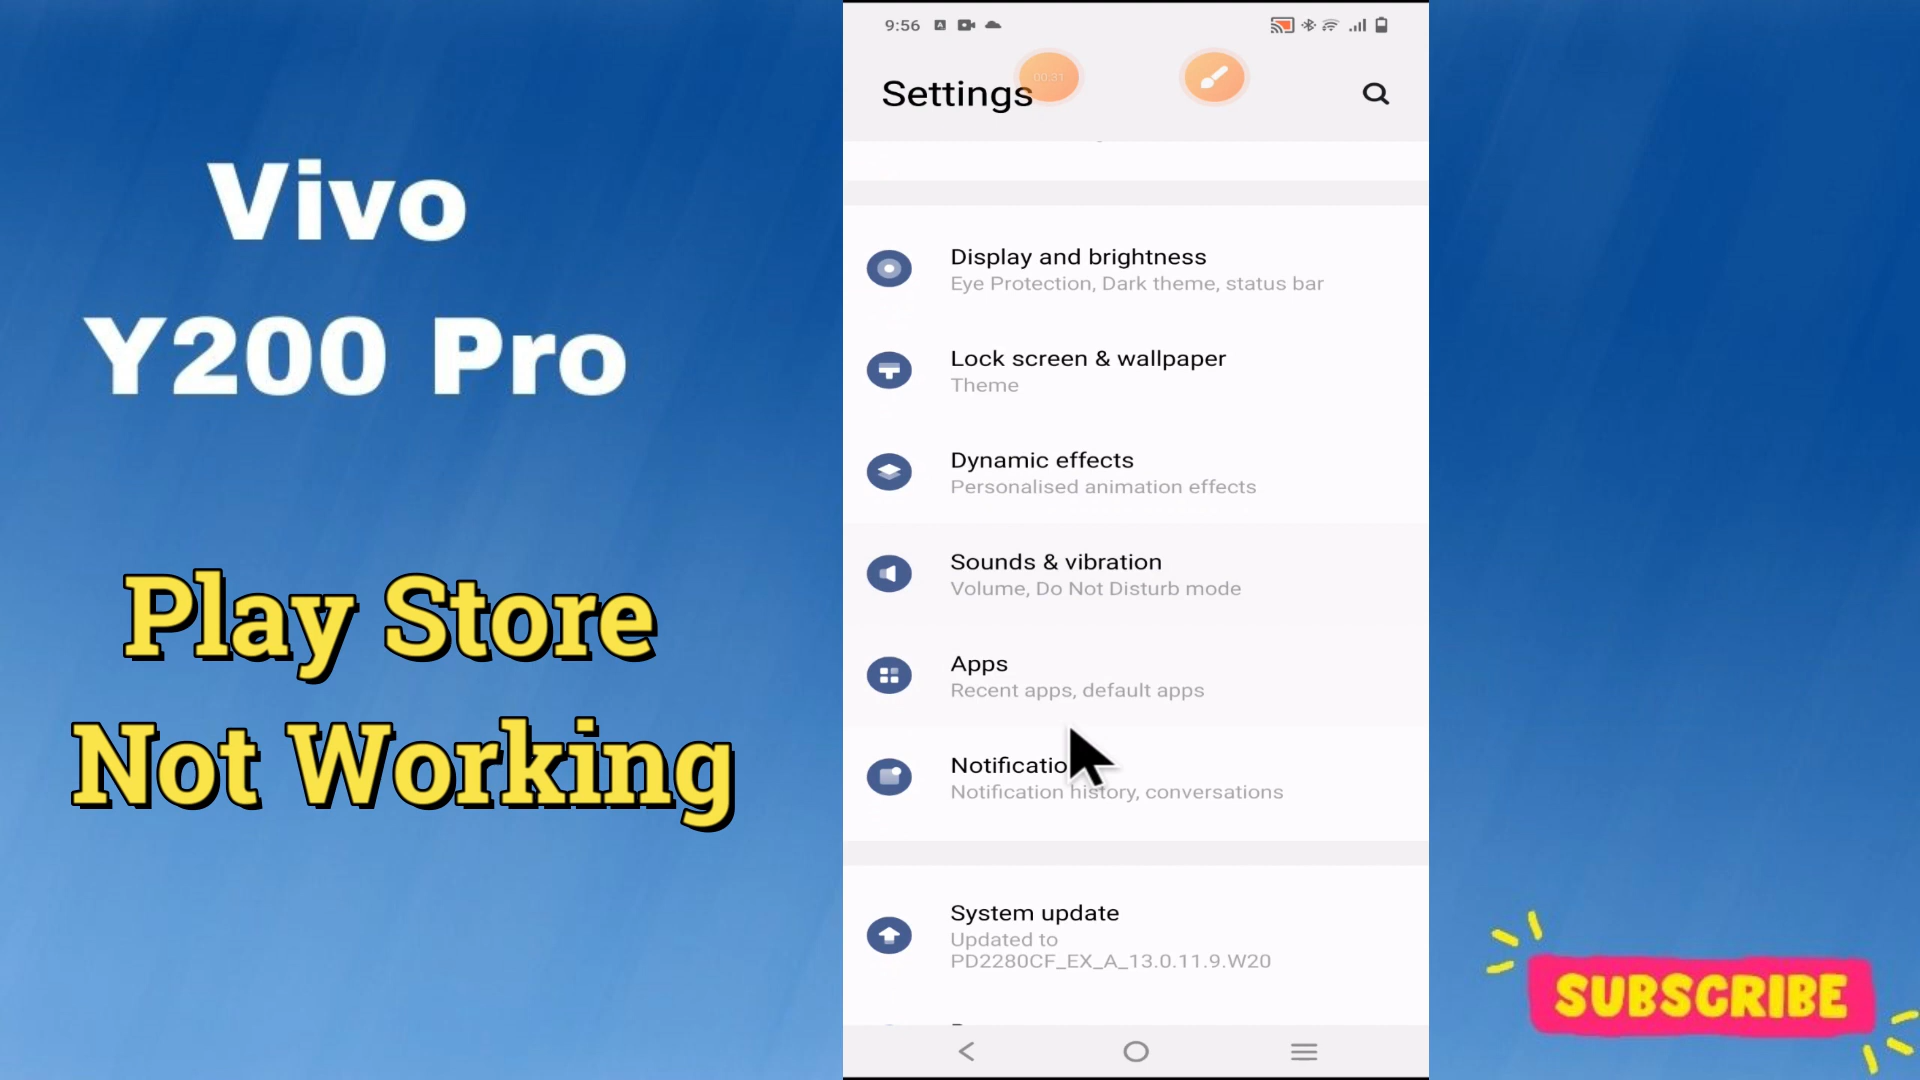 Vivo
Y200 Pro
Play Store
Not Working
9:56
00:31
Settings
Display and brightness
Eye Protection, Dark theme, status bar
Lock screen & wallpaper
Theme
Dynamic effects
Personalised animation effects
Sounds & vibration
Volume, Do Not Disturb mode
Apps
Recent apps, default apps
Notificatio
Notification history, conversations
System update
Updated to
PD2280CF_EX_A_13.0.11.9.W20
SUBSCRIBE